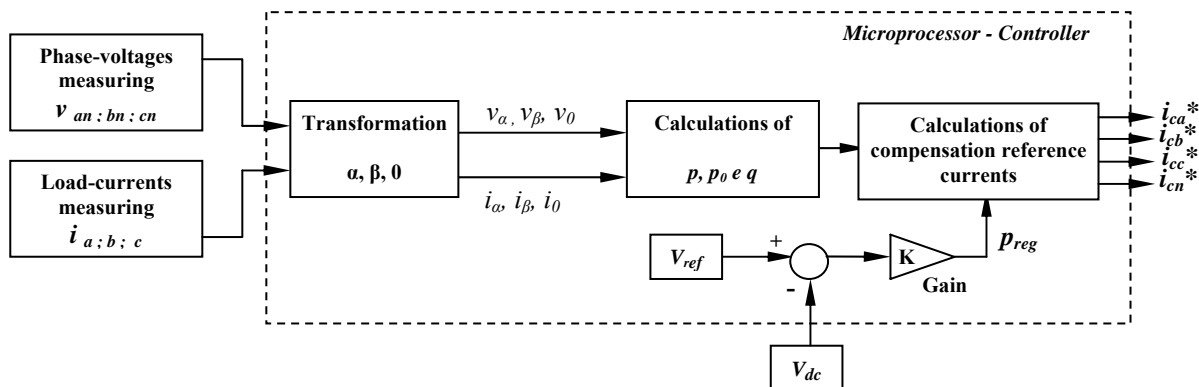 Microprocessor - Controller
Phase-voltages
measuring
v an ; bn ; cn
Load-currents
measuring
i a ; b ; c
Transformation
α, β, 0
vα , vβ, v0
iα, iβ, i0
Calculations of
p, p0 e q
Calculations of
compensation reference
currents
ica*
icb*
icc*
icn*
Vref
+
-
K
Gain
preg
Vdc